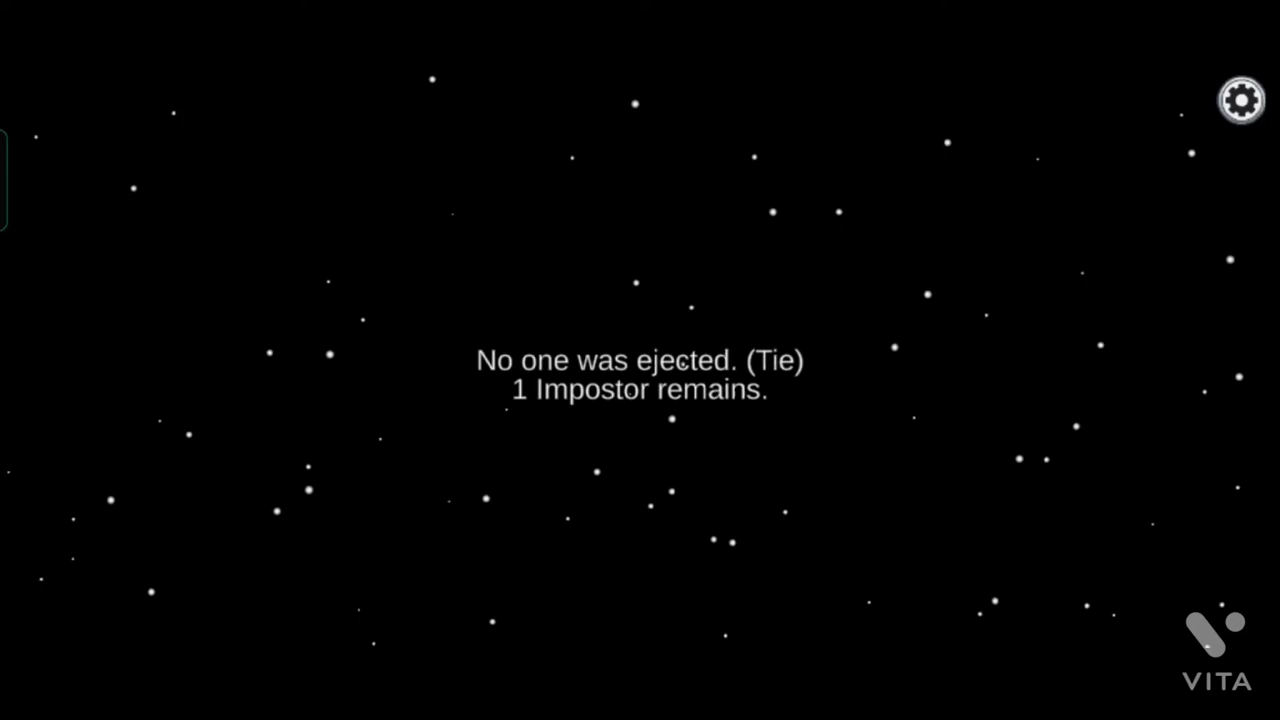 No one was ejected. (Tie)
1 Impostor remains.
VITA